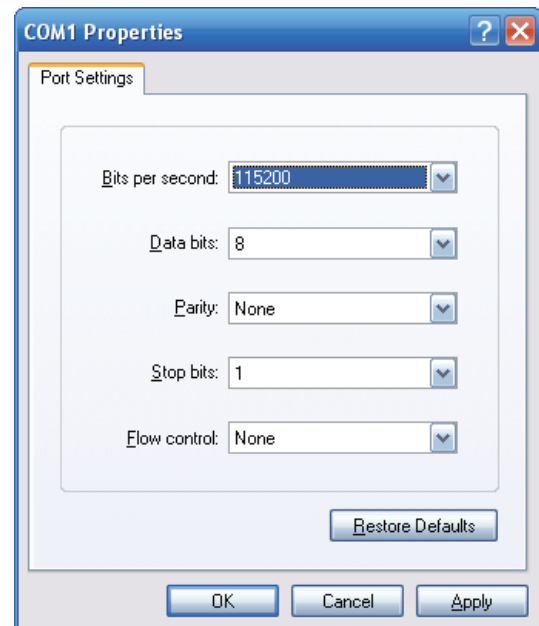 COM1 Properties
Port Settings
Bits per second: 115200
Data bits: 8
Parity: None
Stop bits: 1
Flow control: None
Restore Defaults
OK Cancel Apply